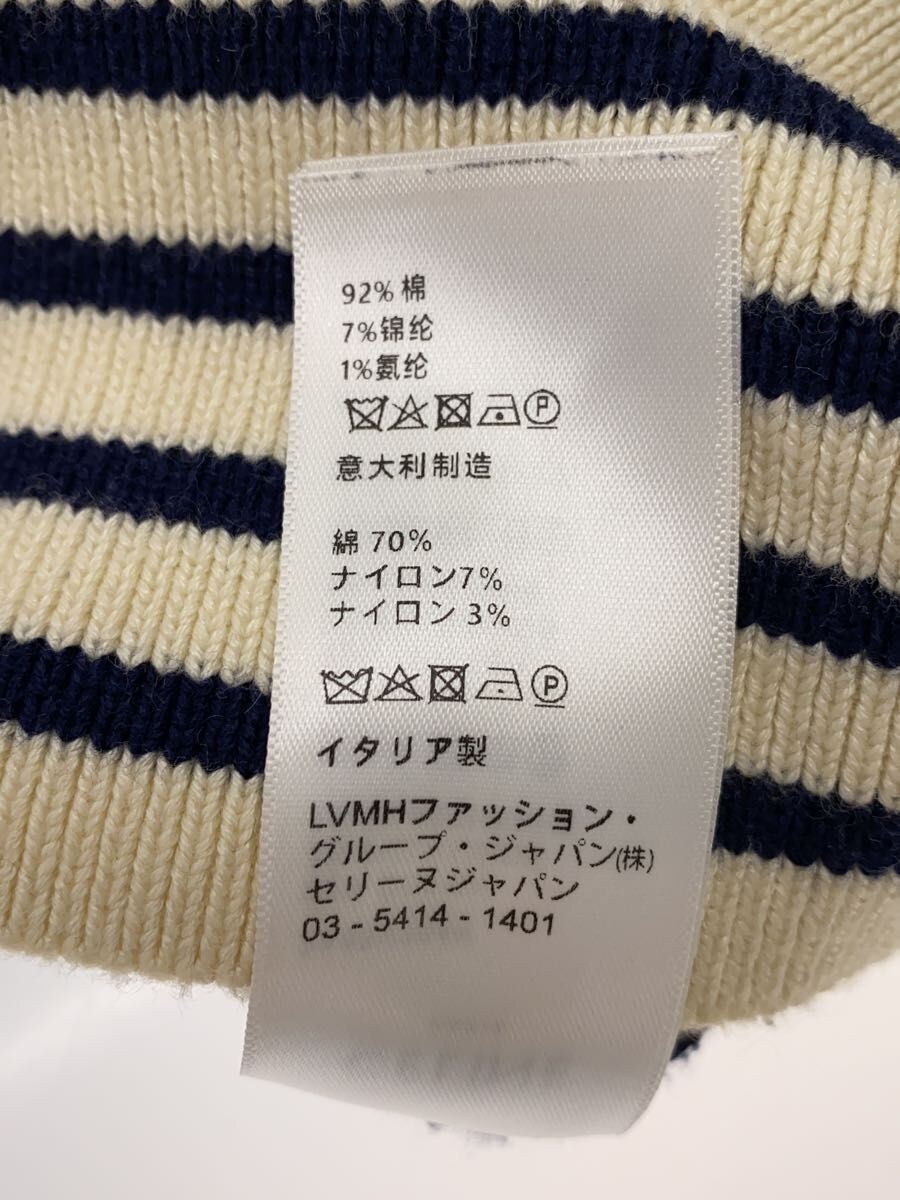 92% 棉
7%锦纶
1%氨纶
P
意大利制造
綿 70%
ナイロン7%
ナイロン 3%
P
イタリア製
LVMHファッション・
グループ・ジャパン(株)
セリーヌジャパン
03 - 5414 - 1401